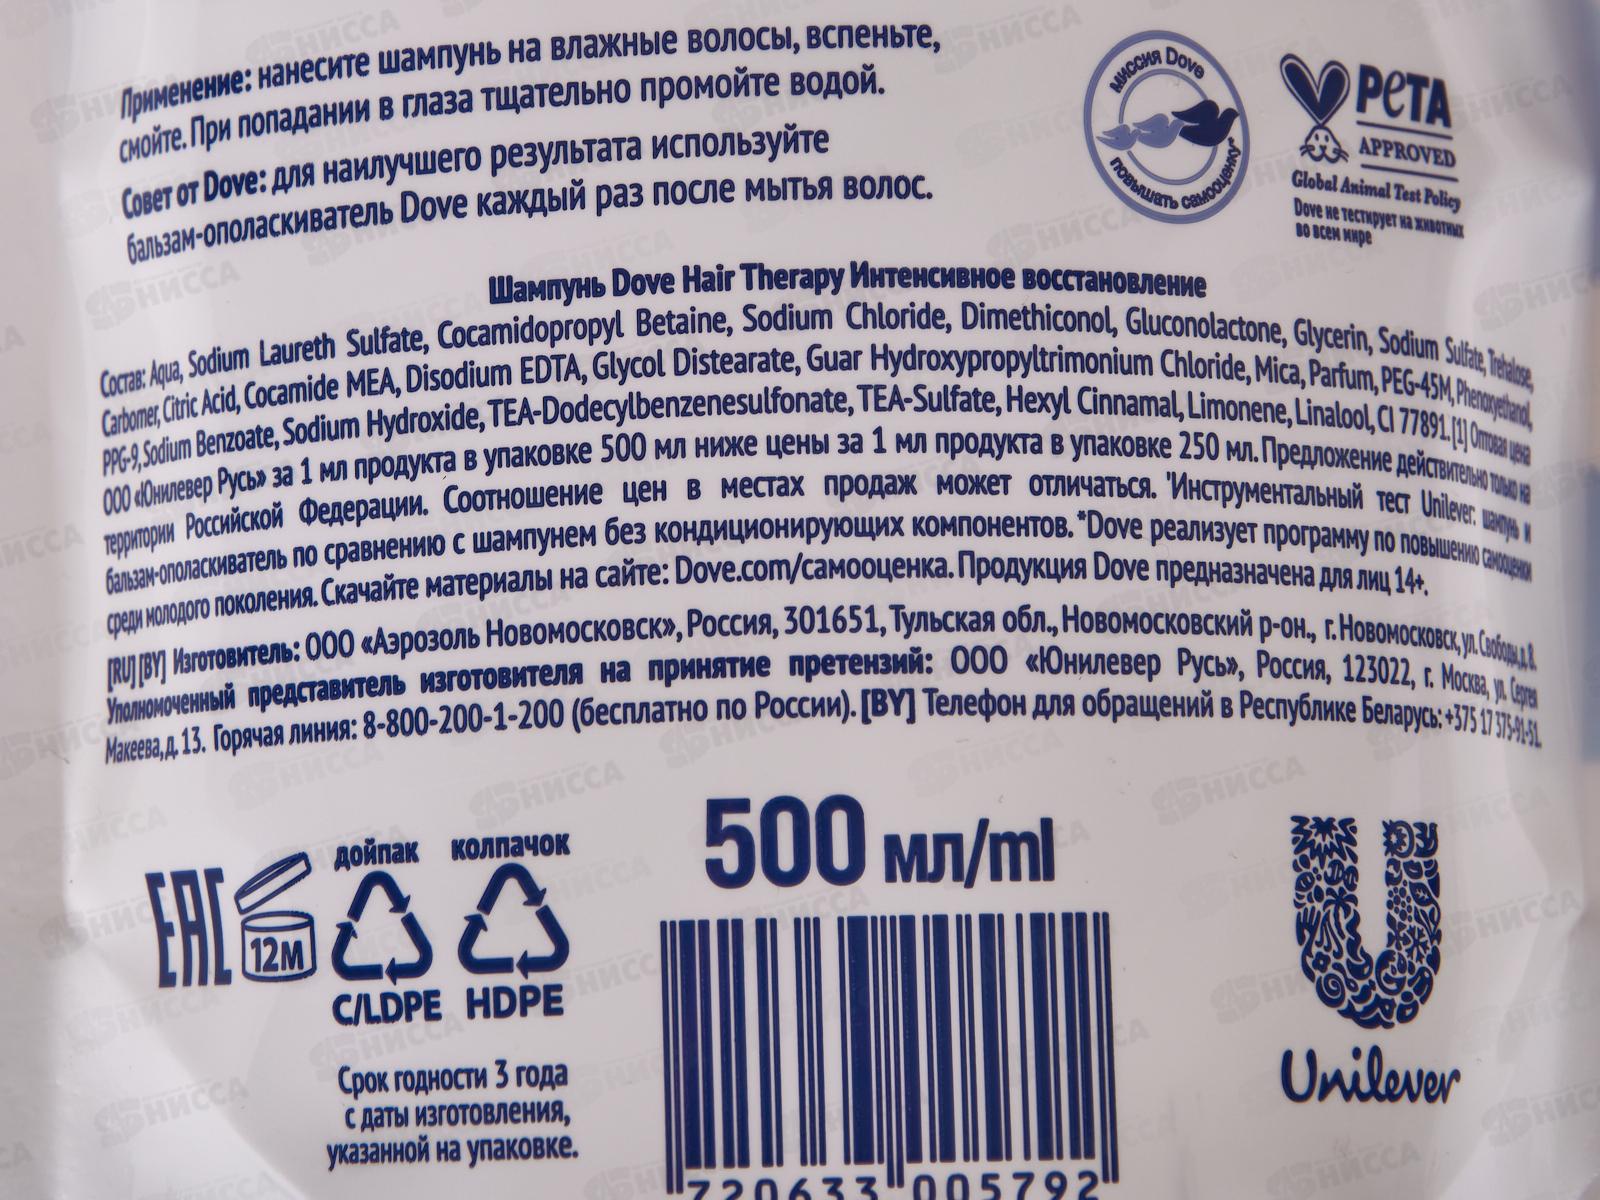 Применение: нанесите шампунь на влажные волосы, вспеньте,
смойте. При попадании в глаза тщательно промойте водой.
Совет от Dove: для наилучшего результата используйте
бальзам-ополаскиватель Dove каждый раз после мытья волос.
миссия Dove
повышать самооценку*
PETA
APPROVED
Global Animal Test Policy
Dove не тестирует на животных
во всем мире
Шампунь Dove Hair Therapy Интенсивное восстановление
Состав: Aqua, Sodium Laureth Sulfate, Cocamidopropyl Betaine, Sodium Chloride, Dimethiconol, Gluconolactone, Glycerin, Sodium Sulfate, Trehalose,
Carbomer, Citric Acid, Cocamide MEA, Disodium EDTA, Glycol Distearate, Guar Hydroxypropyltrimonium Chloride, Mica, Parfum, PEG-45M, Phenoxyethanol,
PPG-9, Sodium Benzoate, Sodium Hydroxide, TEA-Dodecylbenzenesulfonate, TEA-Sulfate, Hexyl Cinnamal, Limonene, Linalool, CI 77891. [1] Оптовая цена
ООО «Юнилевер Русь» за 1 мл продукта в упаковке 500 мл ниже цены за 1 мл продукта в упаковке 250 мл. Предложение действительно только на
территории Российской Федерации. Соотношение цен в местах продаж может отличаться. ¹Инструментальный тест Unilever: шампунь и
бальзам-ополаскиватель по сравнению с шампунем без кондиционирующих компонентов. *Dove реализует программу по повышению самооценки
среди молодого поколения. Скачайте материалы на сайте: Dove.com/самооценка. Продукция Dove предназначена для лиц 14+.
[RU] [BY] Изготовитель: ООО «Аэрозоль Новомосковск», Россия, 301651, Тульская обл., Новомосковский р-он., г. Новомосковск, ул. Свободы, д. 8.
Уполномоченный представитель изготовителя на принятие претензий: ООО «Юнилевер Русь», Россия, 123022, г. Москва, ул. Сергея
Макеева, д. 13. Горячая линия: 8-800-200-1-200 (бесплатно по России). [BY] Телефон для обращений в Республике Беларусь: +375 17 375-91-51.
500 мл/ml
дойпак колпачок
EAC
12М
C/LDPE HDPE
Срок годности 3 года
с даты изготовления,
указанной на упаковке.
720633 005792
Unilever
НИССА